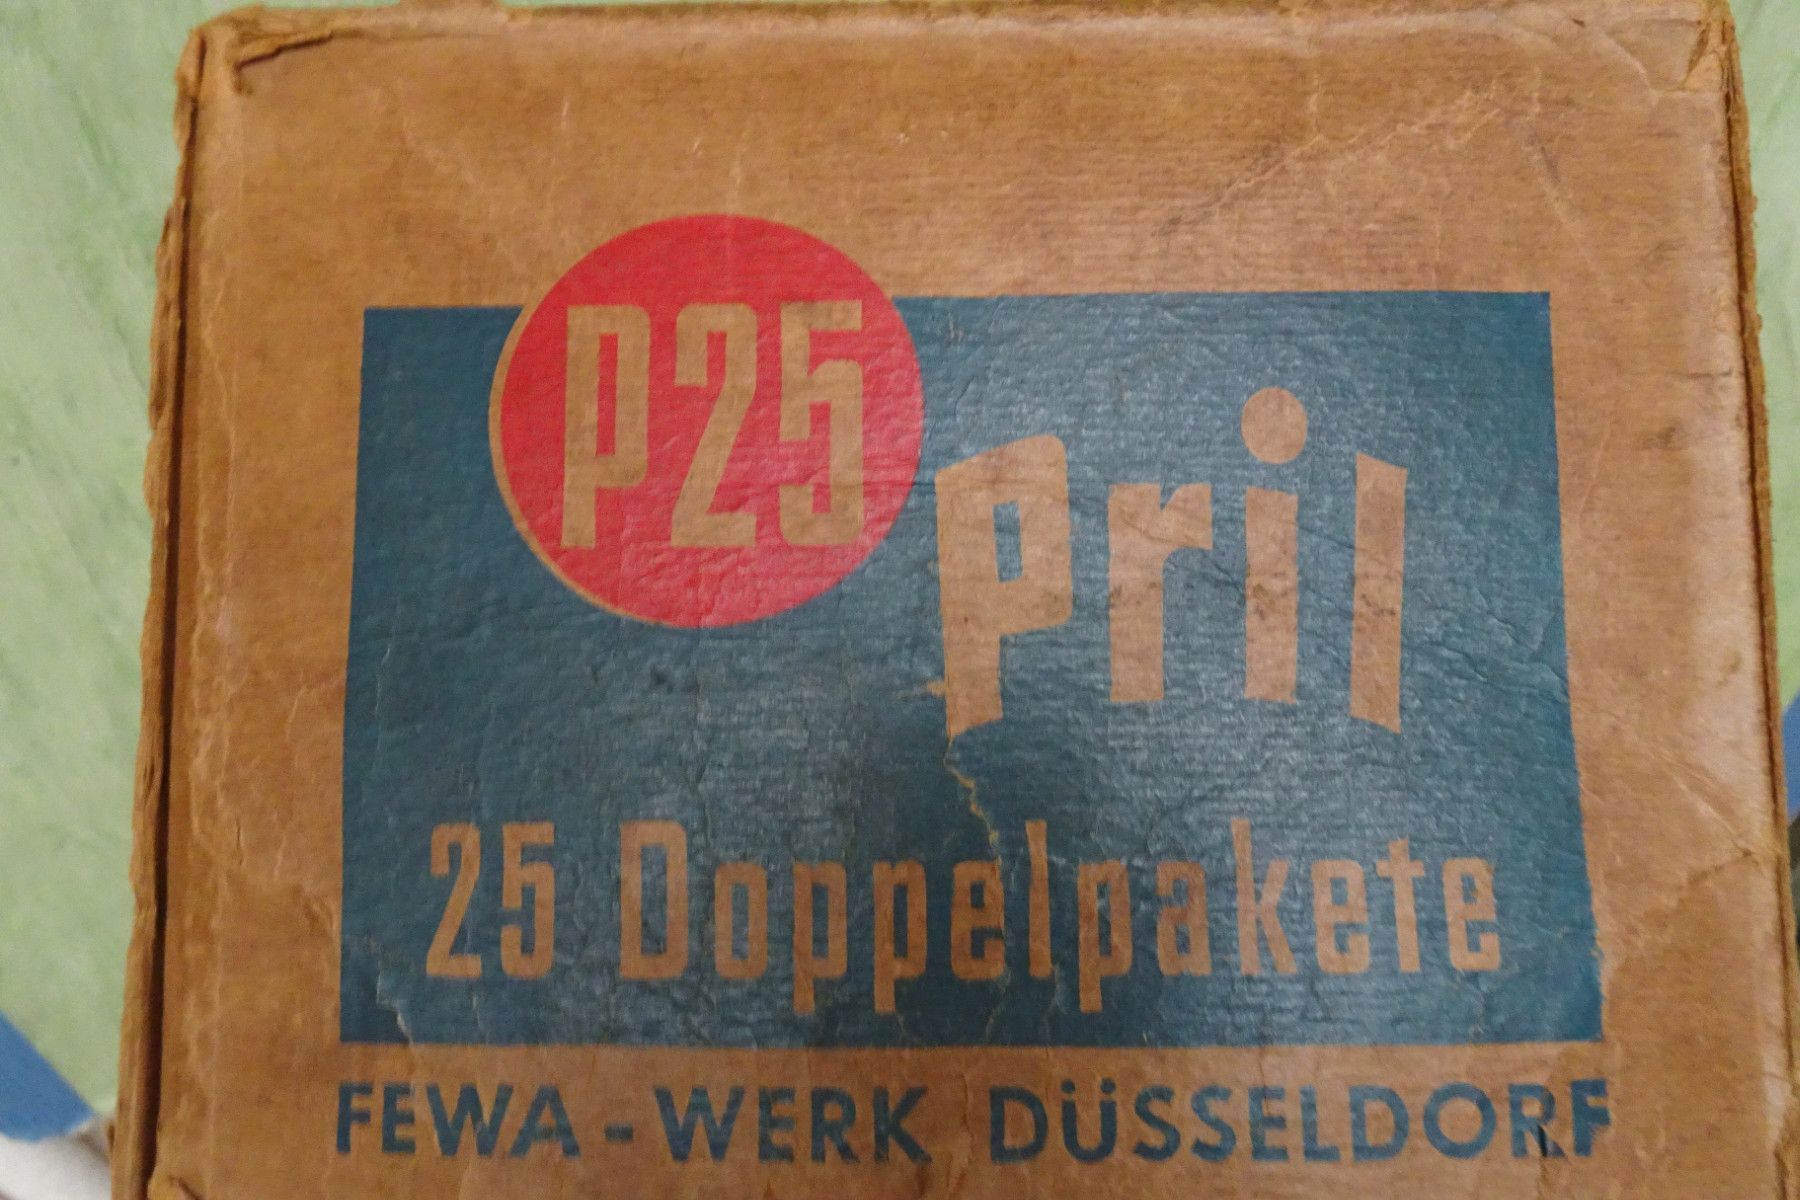 P25
Pril
25 Doppelpakete
FEWA-WERK DÜSSELDORF